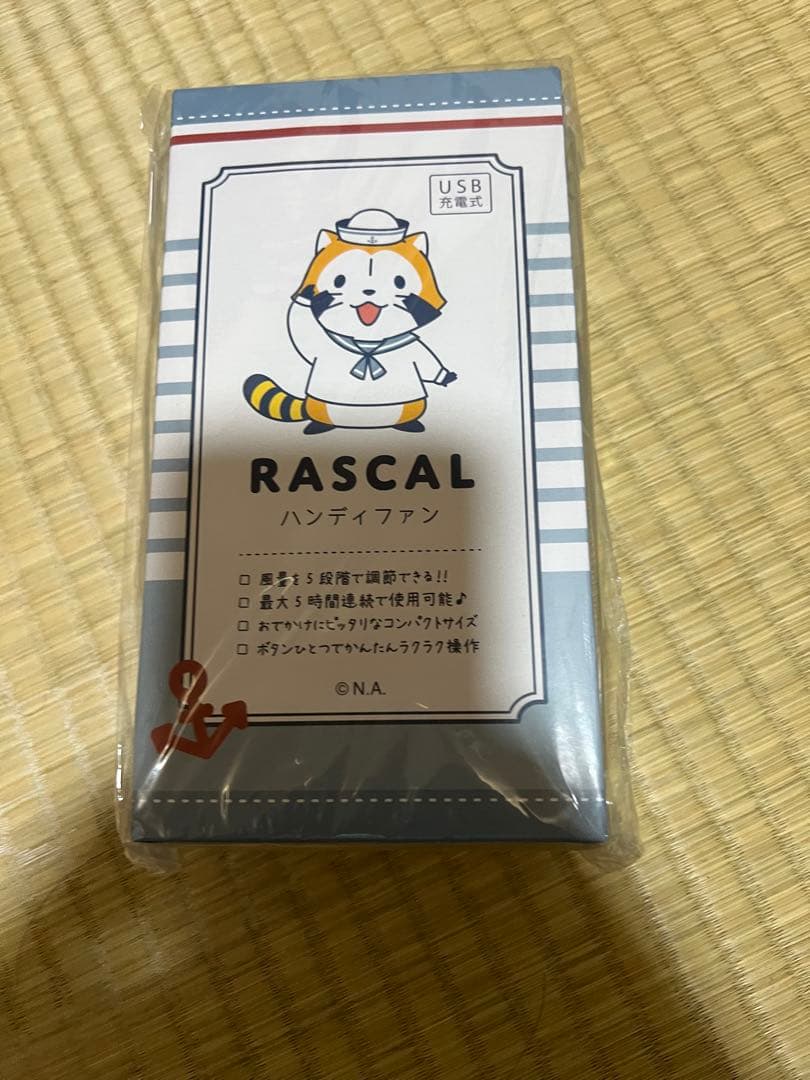 USB
充電式
RASCAL
ハンディファン
□ 風量を5段階で調節できる!!
□ 最大5時間連続で使用可能♪
□ おでかけにピッタリなコンパクトサイズ
□ ボタンひとつでかんたんラクラク操作
©N.A.